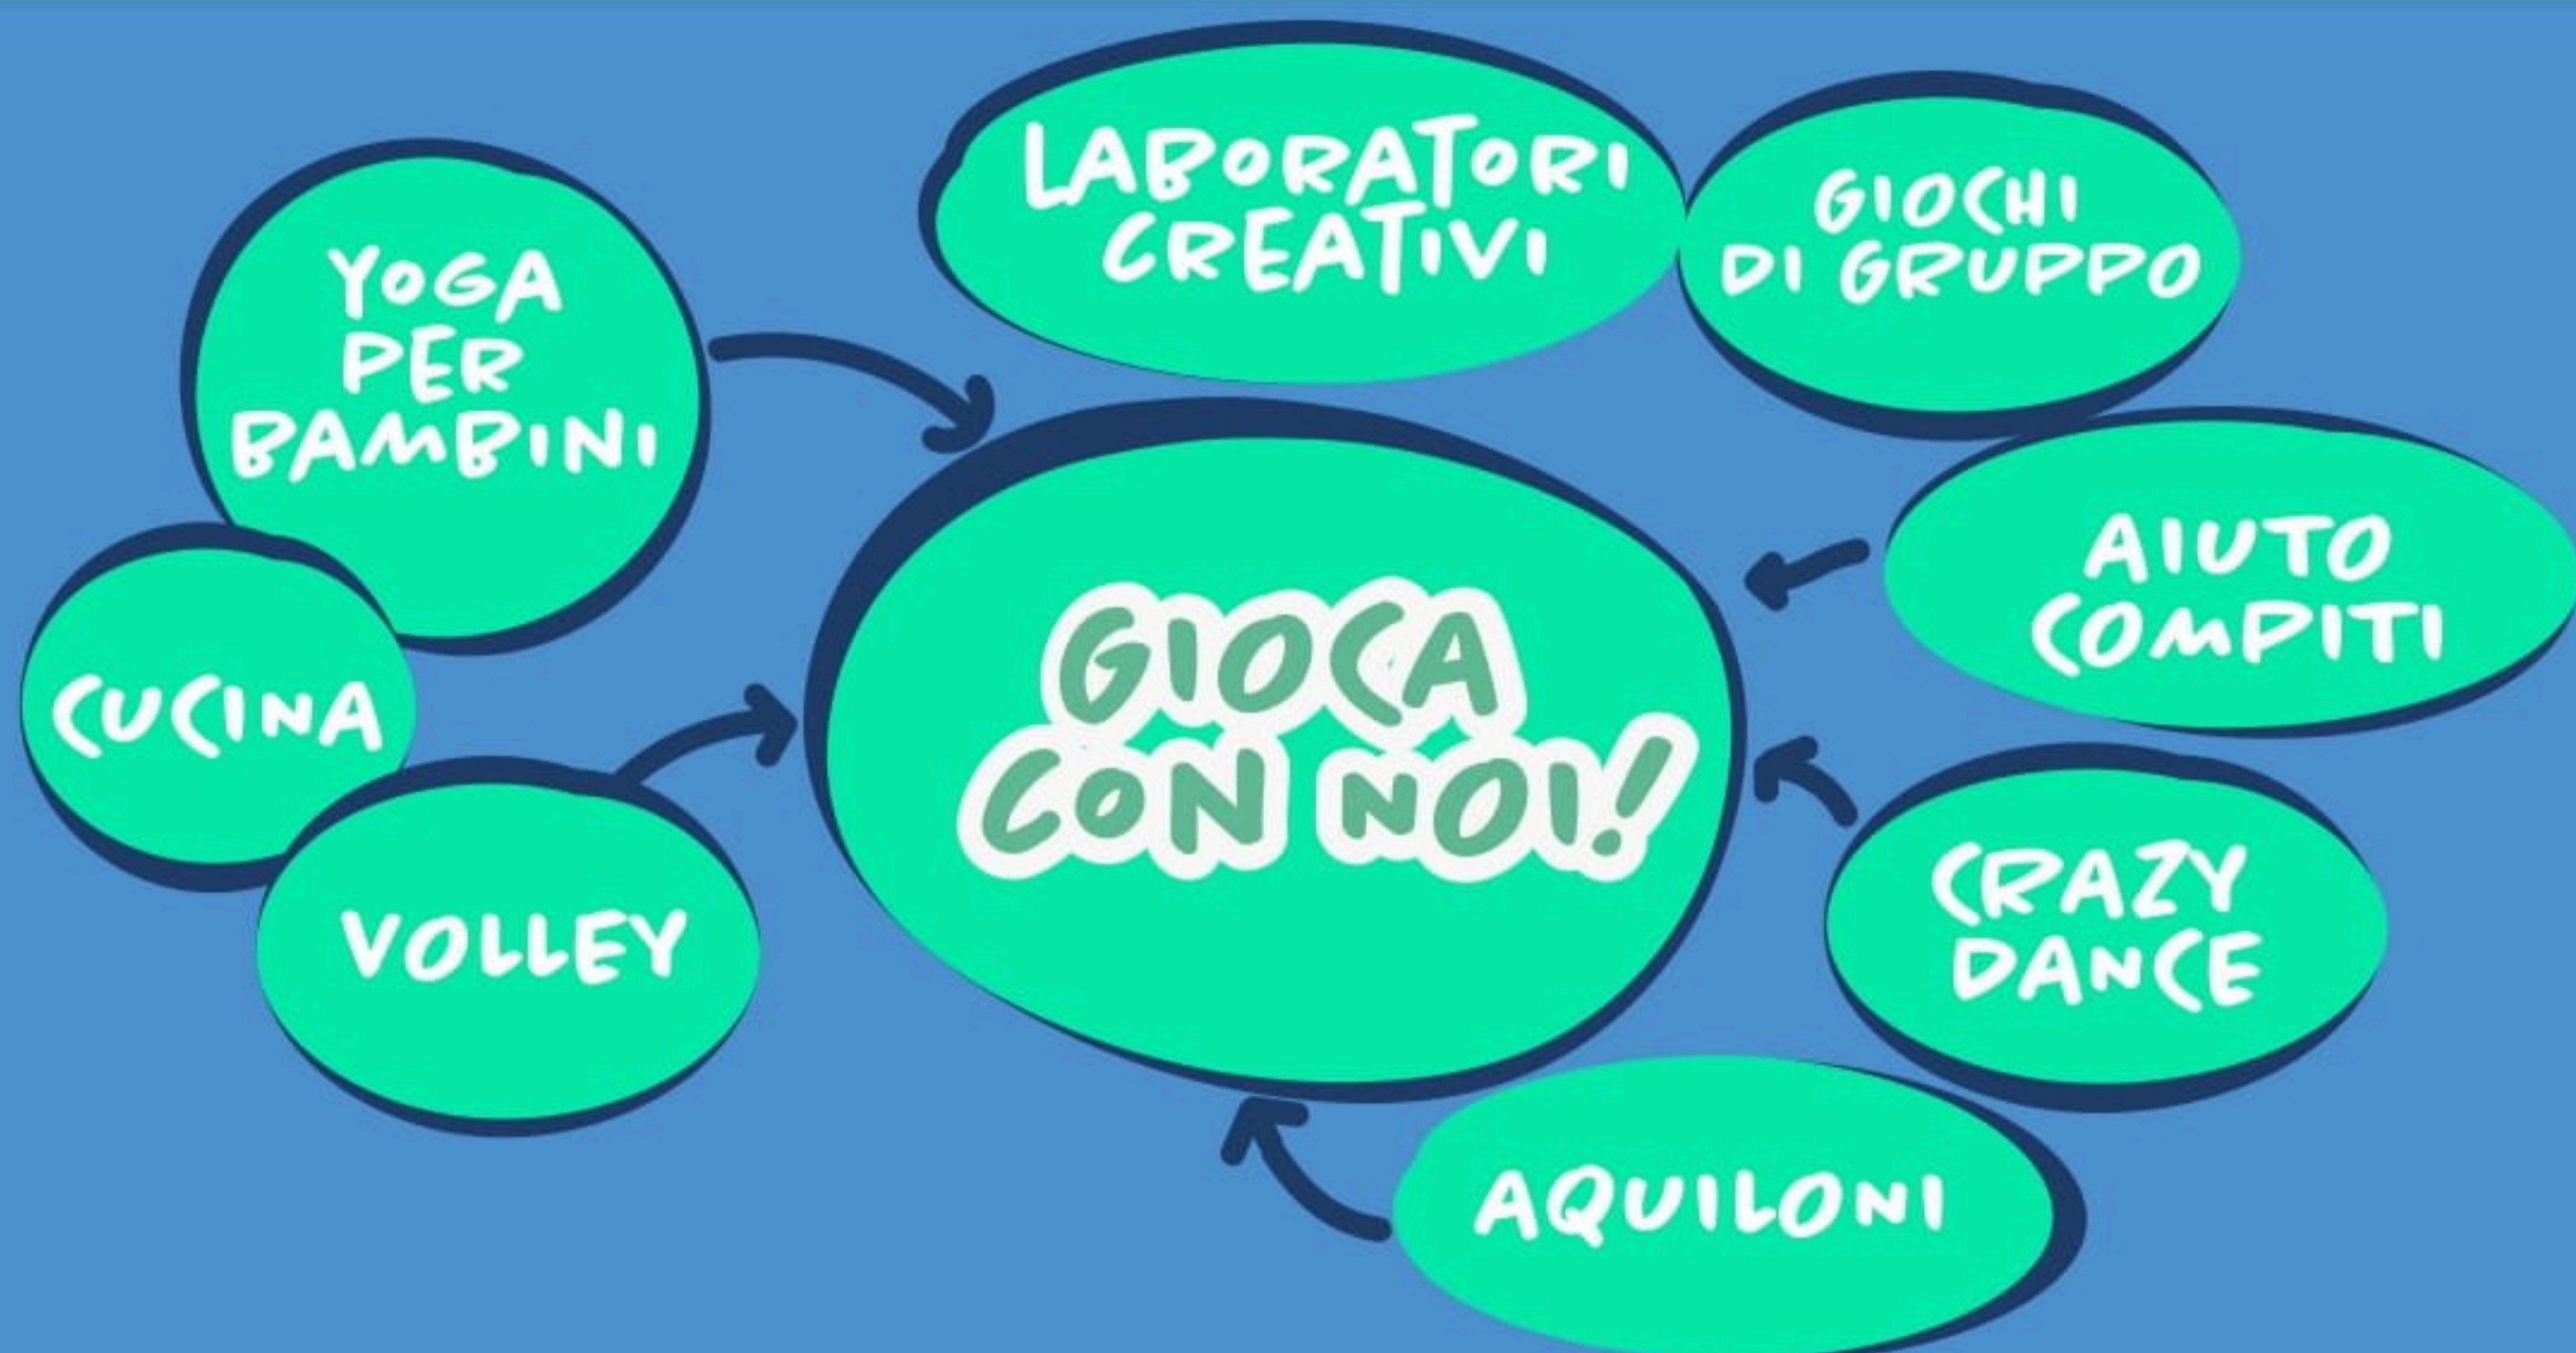 LABORATORI
CREATIVI
GIOCHI
DI GRUPPO
YOGA
PER
BAMBINI
AIUTO
COMPITI
CUCINA
GIOCA
CON NOI!
VOLLEY
CRAZY
DANCE
AQUILONI